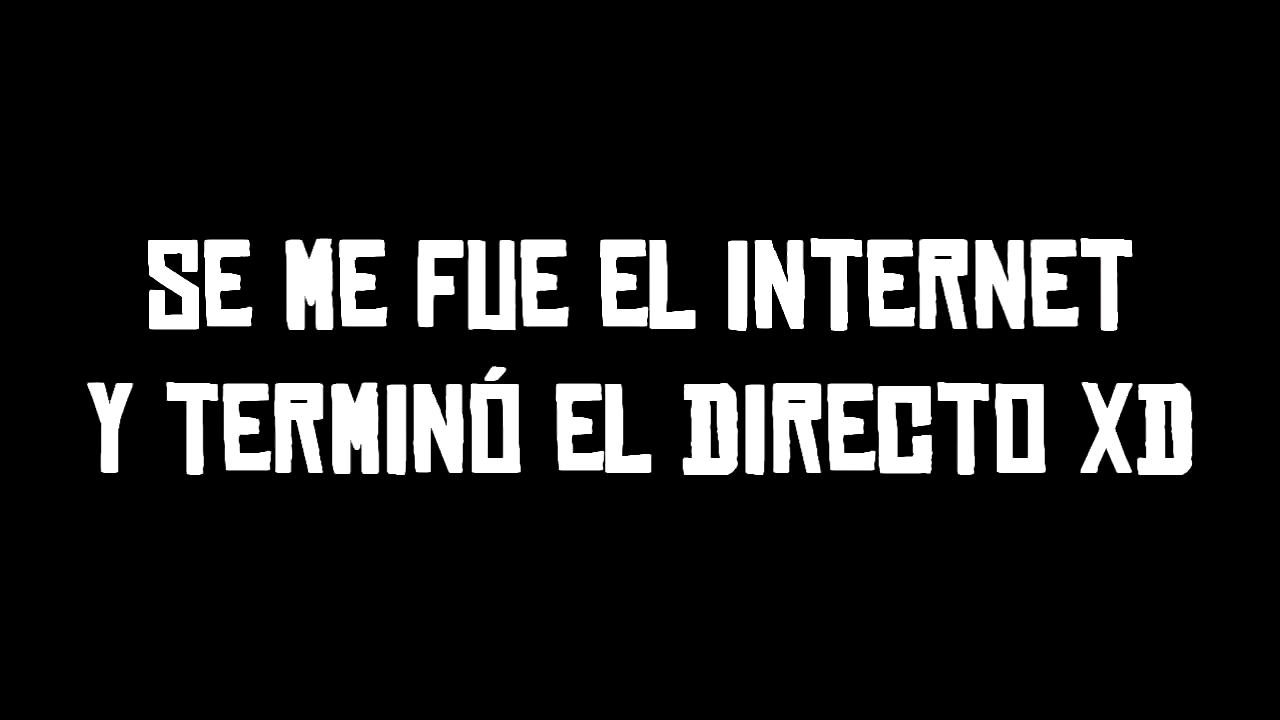 SE ME FUE EL INTERNET
Y TERMINÓ EL DIRECTO XD